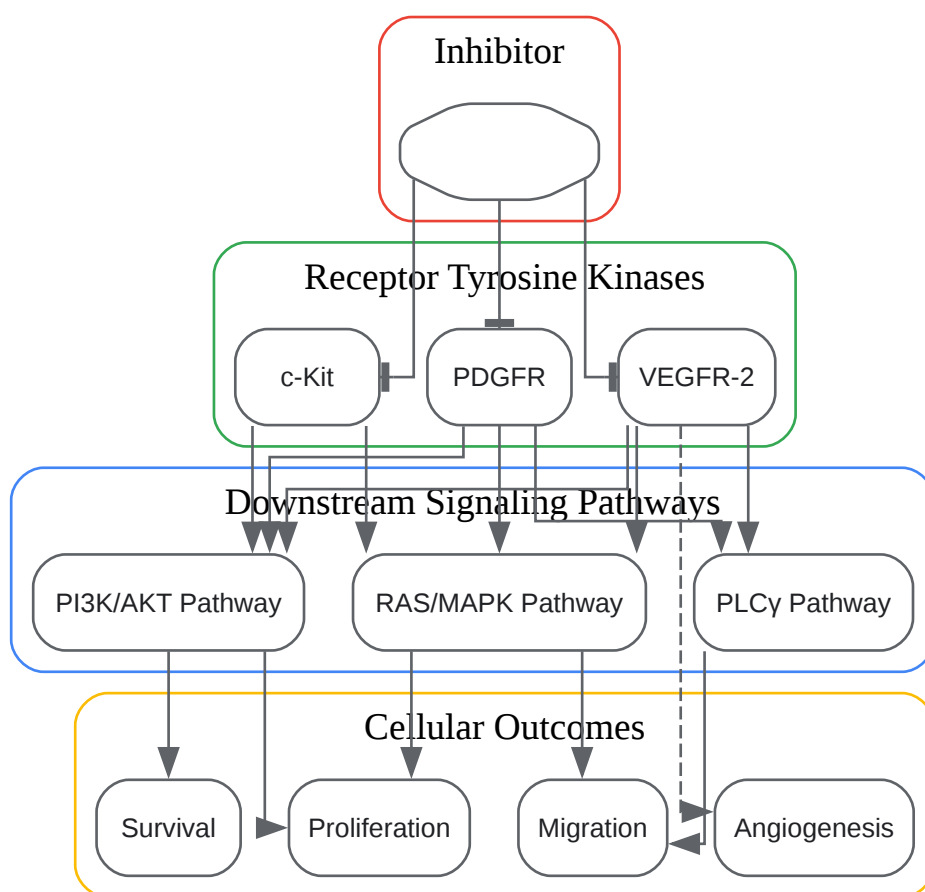 Inhibitor
Receptor Tyrosine Kinases
c-Kit
PDGFR
VEGFR-2
Downstream Signaling Pathways
PI3K/AKT Pathway
RAS/MAPK Pathway
PLCγ Pathway
Cellular Outcomes
Survival
Proliferation
Migration
Angiogenesis